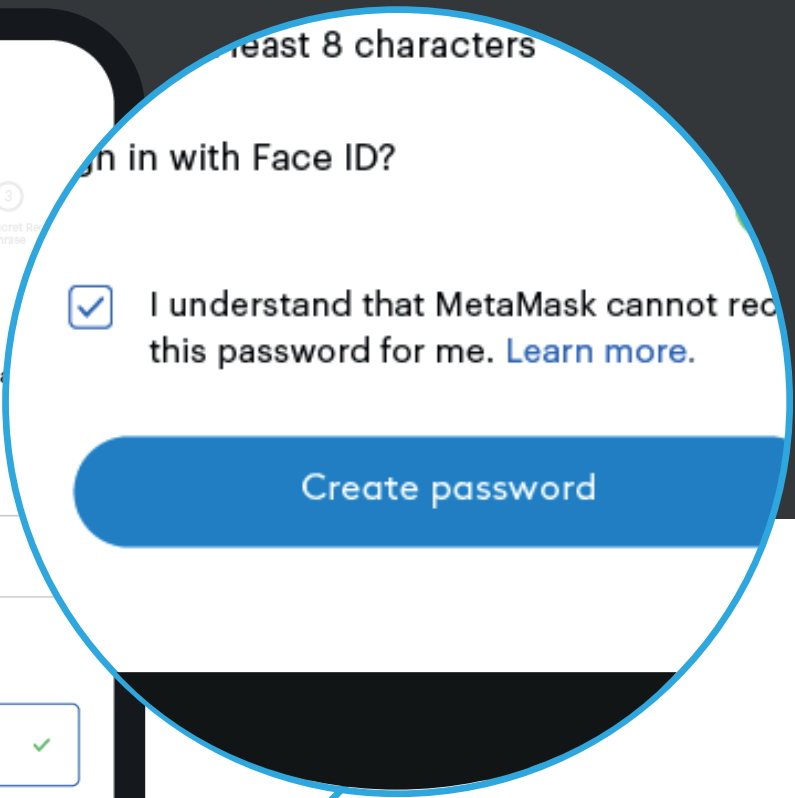 least 8 characters
in with Face ID?
3
I understand that MetaMask cannot
this password for me. Learn more.
Create password